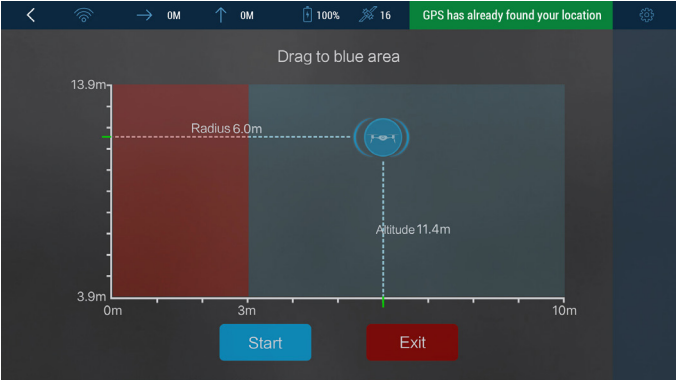 0M 0M 100% 16 GPS has already found your location
Drag to blue area
13.9m
Radius 6.0m
Altitude 11.4m
3.9m
0m 3m 10m
Start Exit